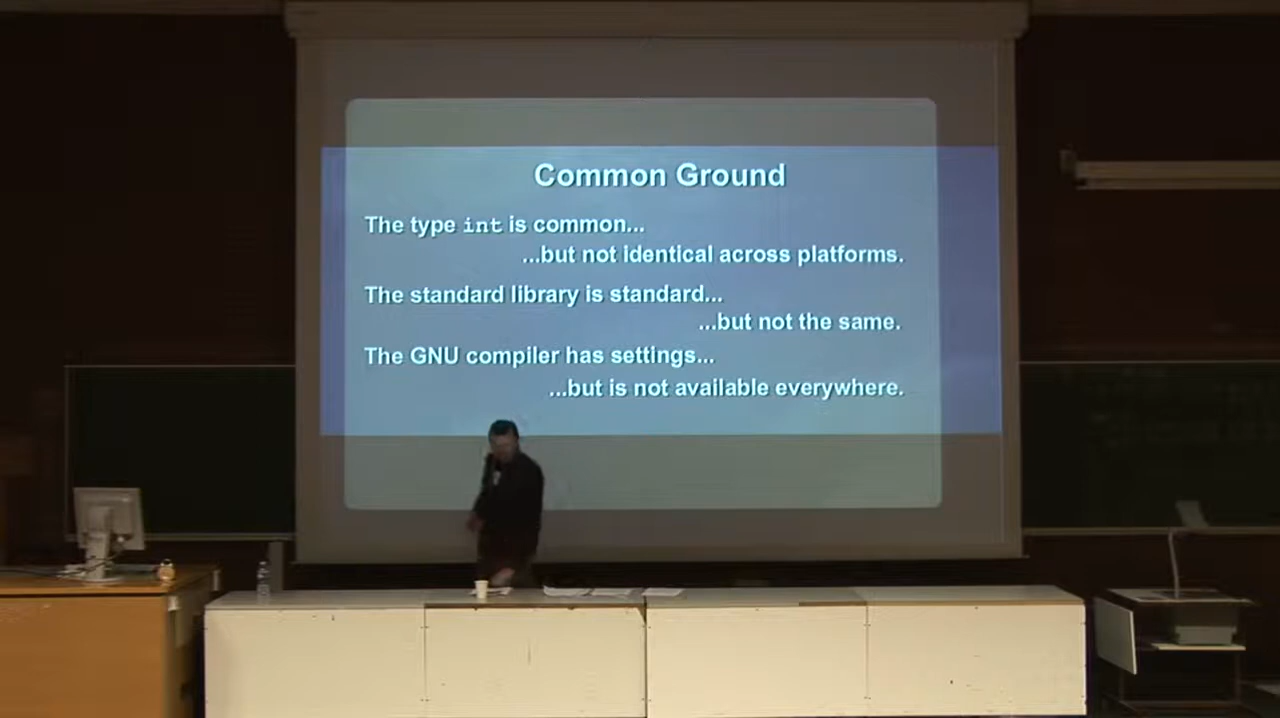 Common Ground
The type int is common...
...but not identical across platforms.
The standard library is standard...
...but not the same.
The GNU compiler has settings...
...but is not available everywhere.